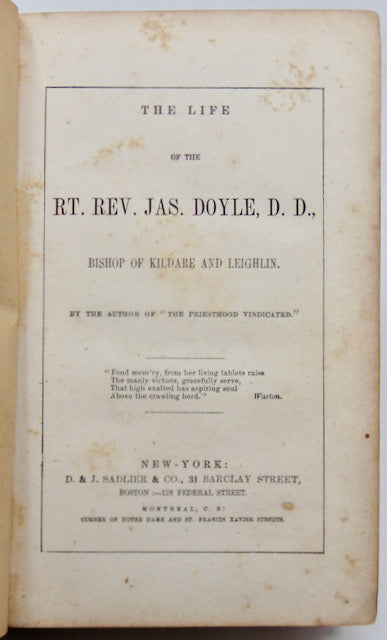 THE LIFE
OF THE
RT. REV. JAS. DOYLE, D. D.,
BISHOP OF KILDARE AND LEIGHLIN.
BY THE AUTHOR OF "THE PRIESTHOOD VINDICATED."
"Fond mem'ry, from her living tablets raise
The manly virtues, gracefully serve,
That high exalted has aspiring soul
Above the crawling herd." Warton.
NEW-YORK:
D. & J. SADLIER & CO., 31 BARCLAY STREET,
BOSTON:—128 FEDERAL STREET.
MONTREAL, C. E:
CORNER OF NOTRE DAME AND ST. FRANCIS XAVIER STREETS.